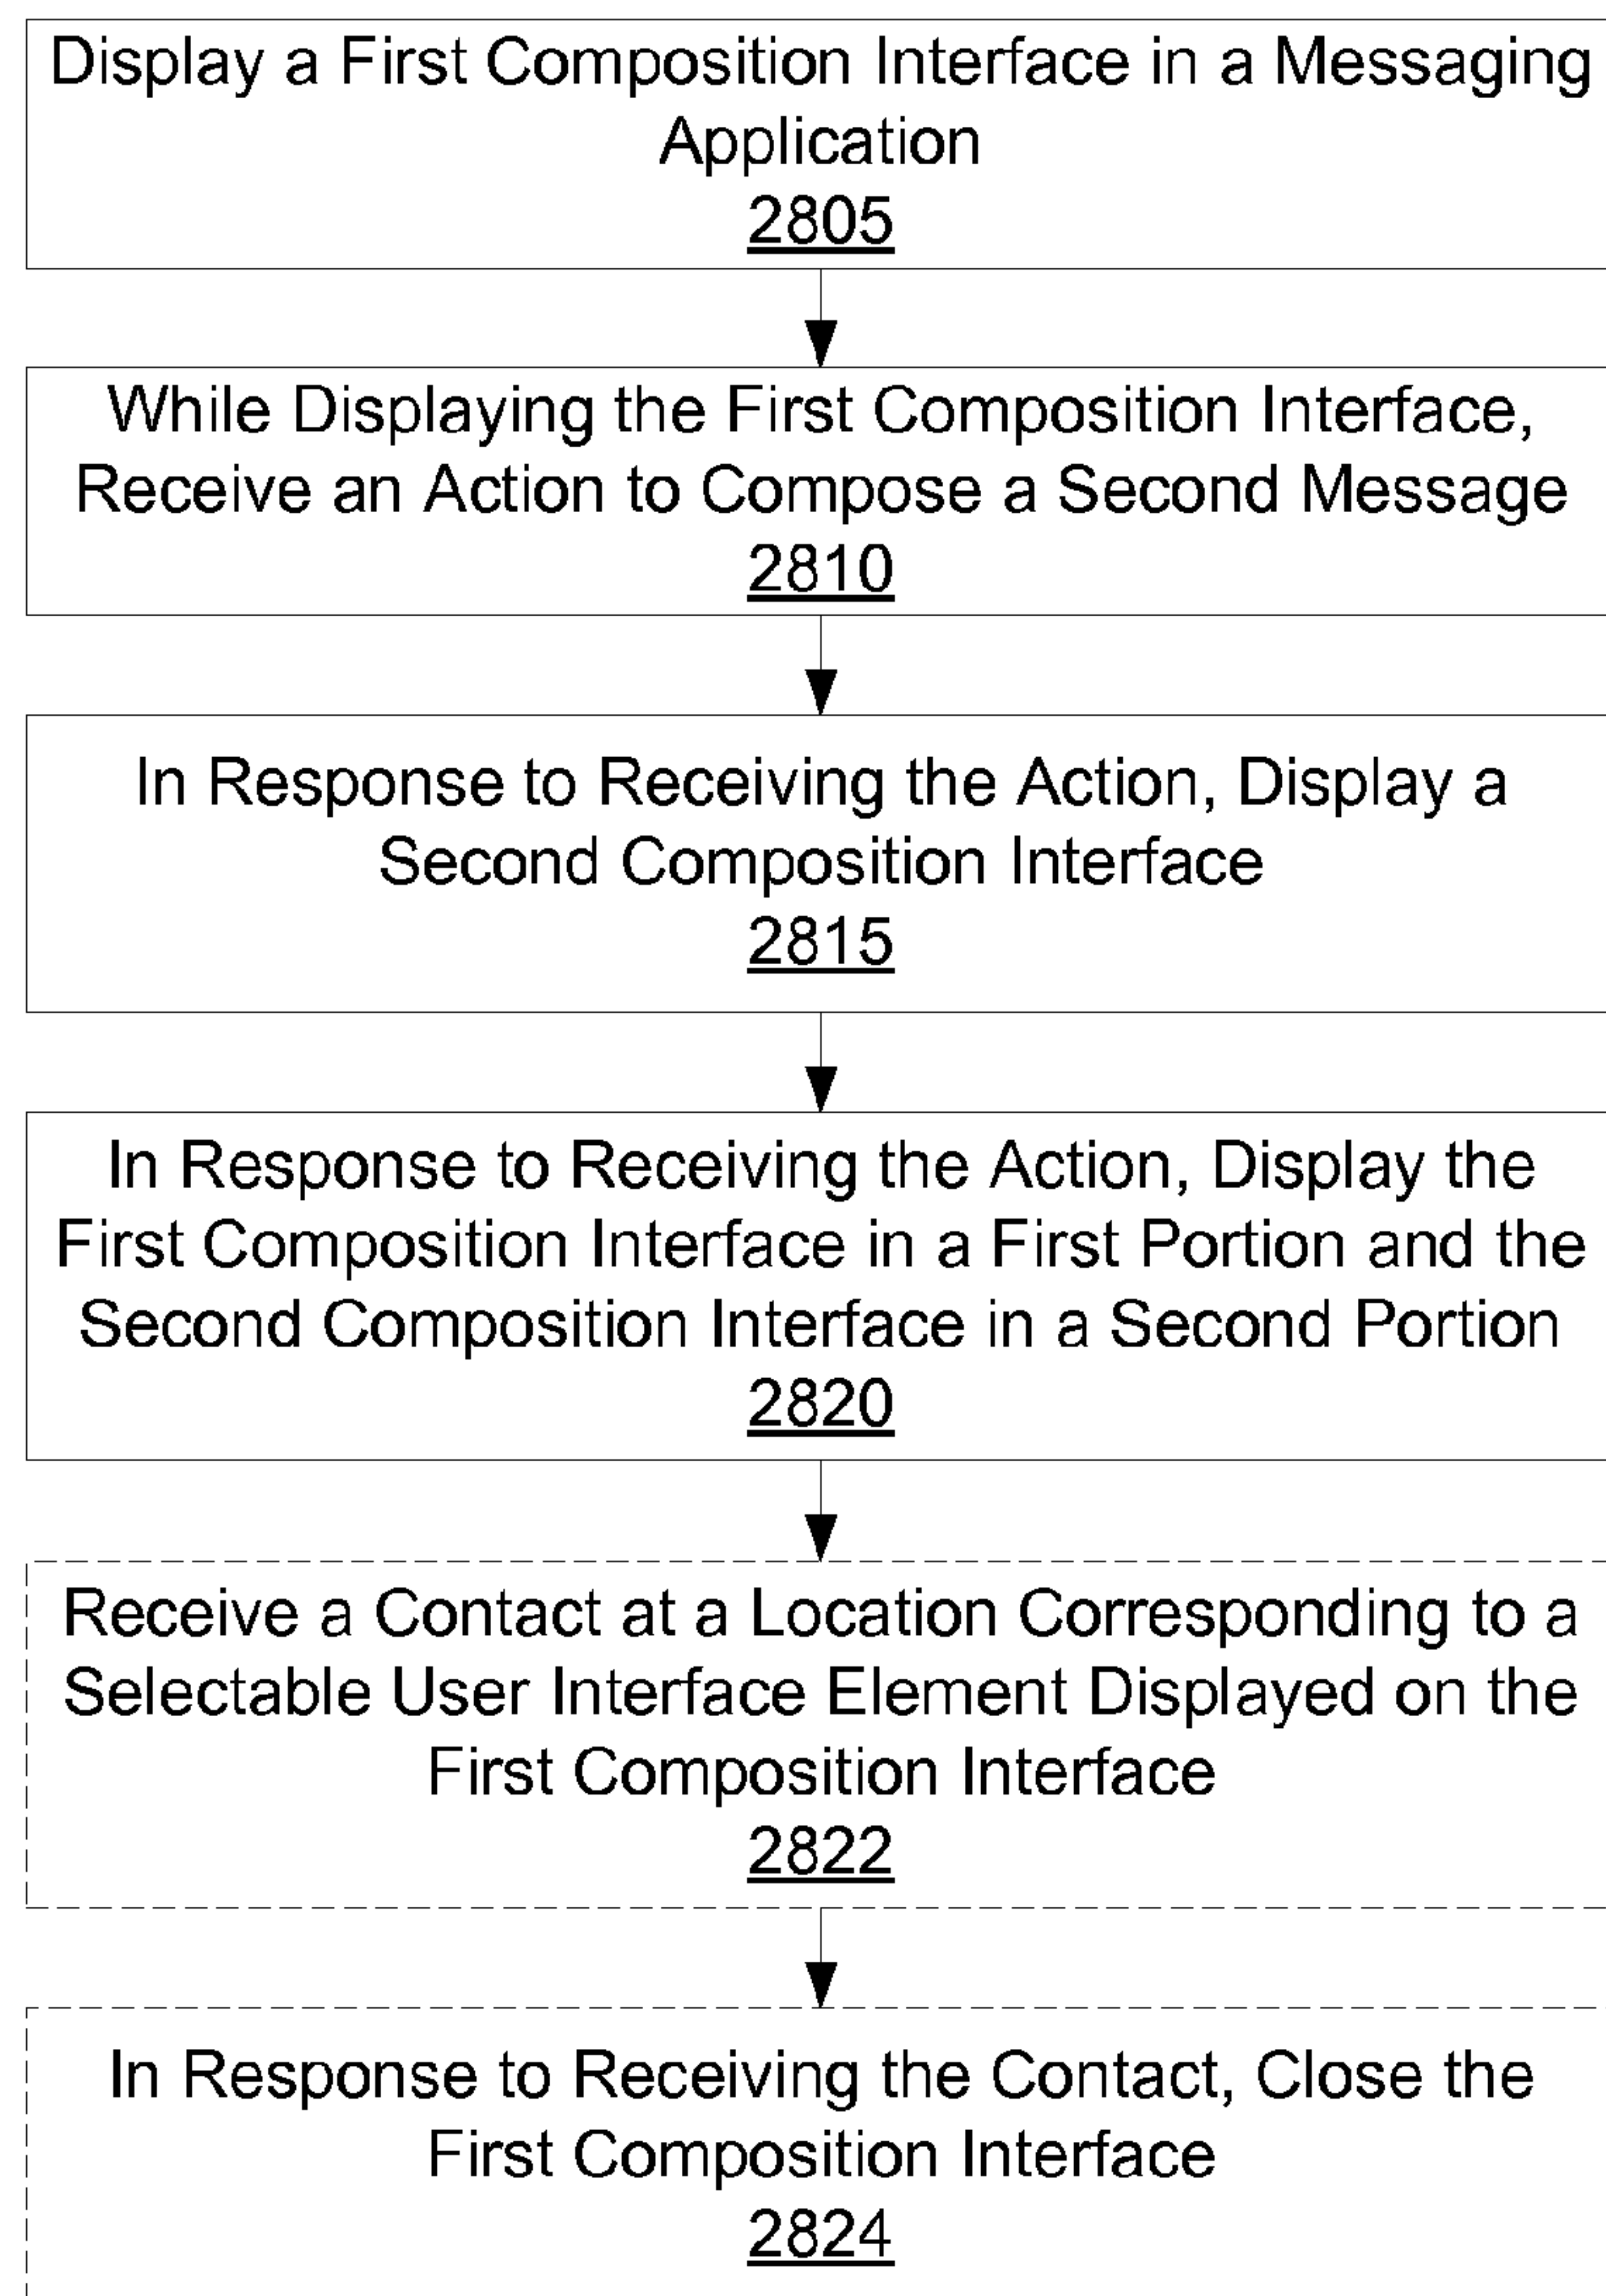 Display a First Composition Interface in a Messaging
Application
2805
While Displaying the First Composition Interface,
Receive an Action to Compose a Second Message
2810
In Response to Receiving the Action, Display a
Second Composition Interface
2815
In Response to Receiving the Action, Display the
First Composition Interface in a First Portion and the
Second Composition Interface in a Second Portion
2820
Receive a Contact at a Location Corresponding to a
Selectable User Interface Element Displayed on the
First Composition Interface
2822
In Response to Receiving the Contact, Close the
First Composition Interface
2824